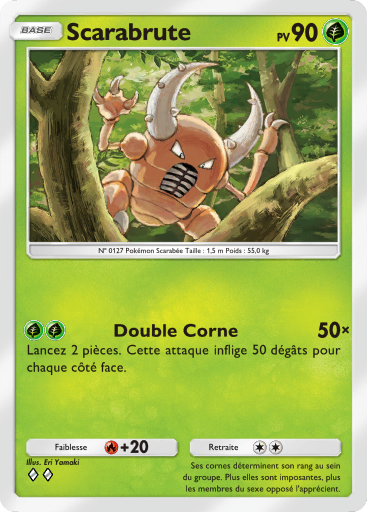 BASE
Scarabrute
PV 90
N° 0127 Pokémon Scarabée Taille : 1,5 m Poids : 55,0 kg
Double Corne 50×
Lancez 2 pièces. Cette attaque inflige 50 dégâts pour
chaque côté face.
Faiblesse +20
Retraite
Illus. Eri Yamaki
Ses cornes déterminent son rang au sein
du groupe. Plus elles sont imposantes, plus
les membres du sexe opposé l'apprécient.